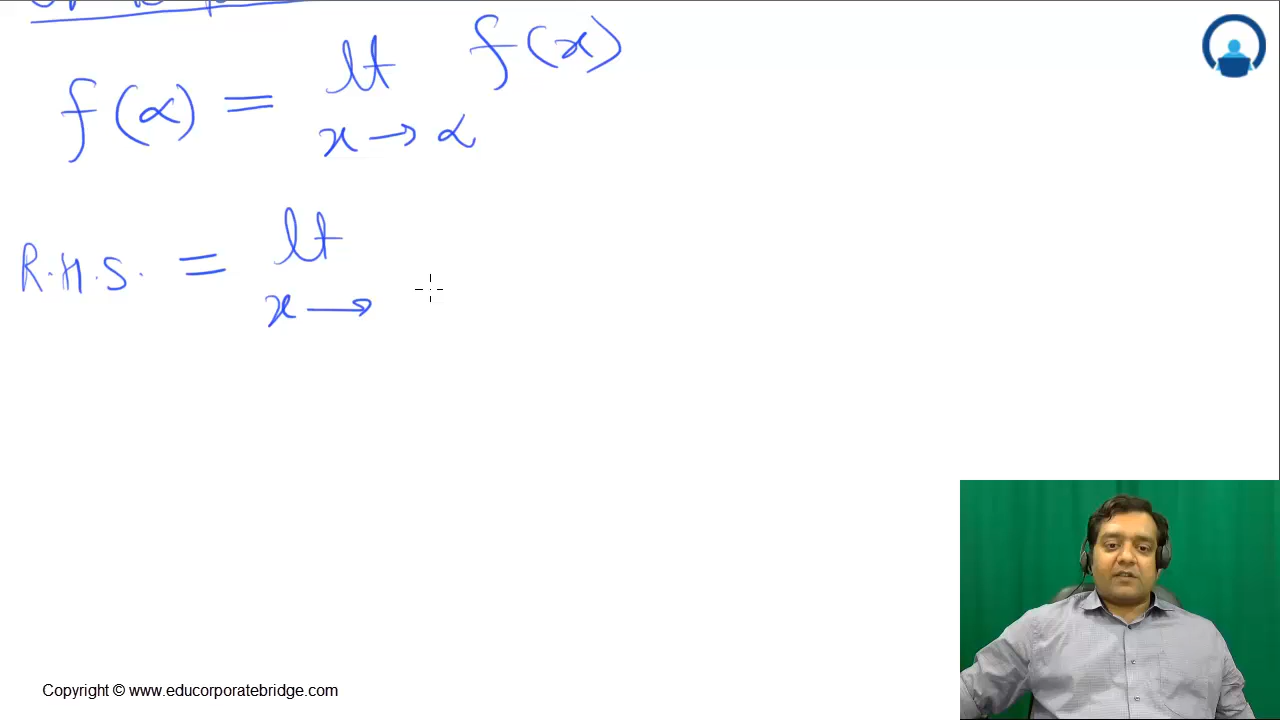 f(α) = lt f(x)
x → α
R.H.S. = lt
x →
Copyright © www.educorporatebridge.com